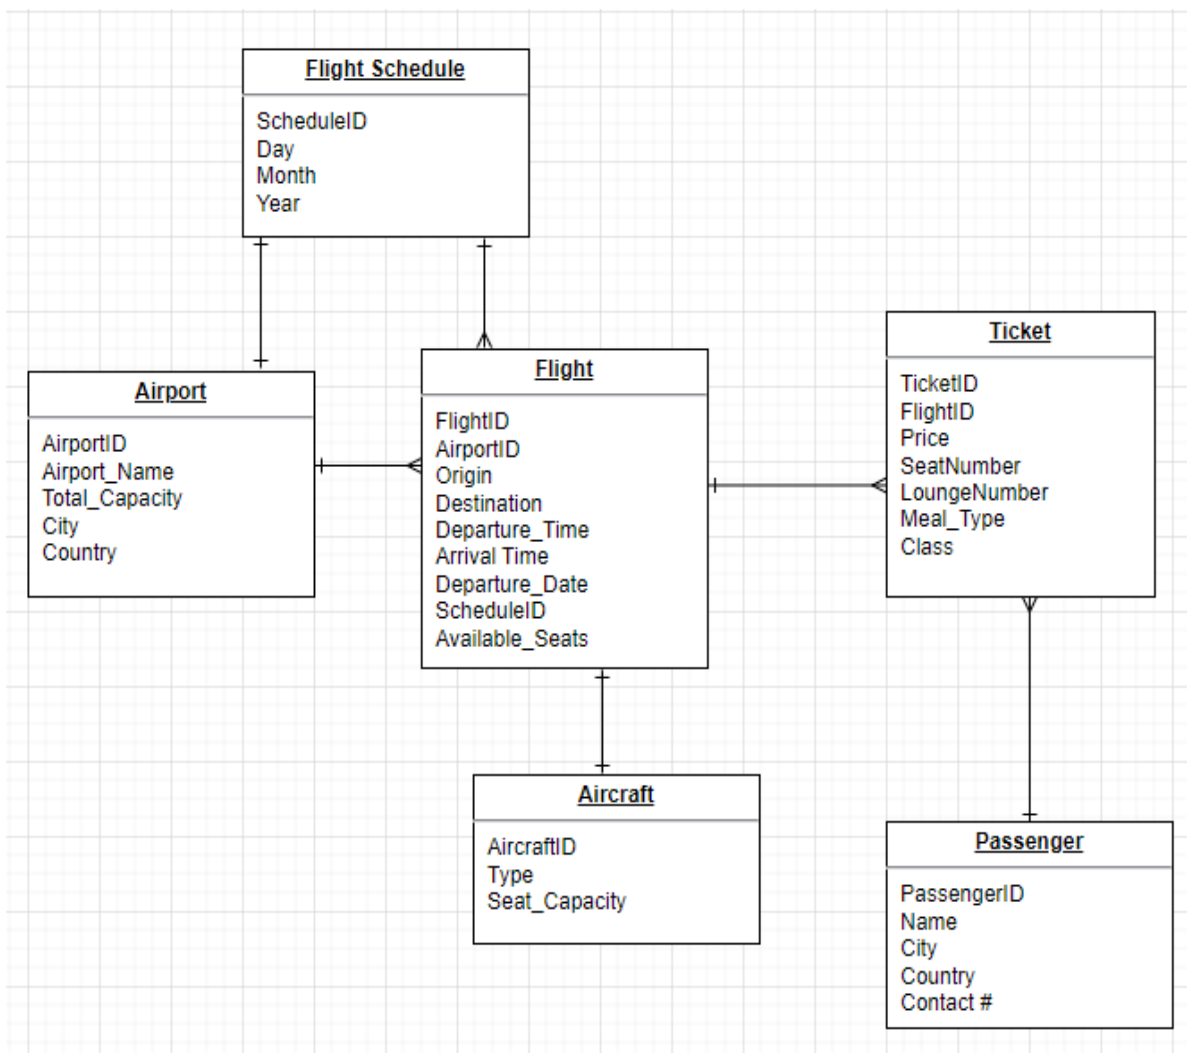 Flight Schedule
ScheduleID
Day
Month
Year
Airport
AirportID
Airport_Name
Total_Capacity
City
Country
Flight
FlightID
AirportID
Origin
Destination
Departure_Time
Arrival Time
Departure_Date
ScheduleID
Available_Seats
Ticket
TicketID
FlightID
Price
SeatNumber
LoungeNumber
Meal_Type
Class
Aircraft
AircraftID
Type
Seat_Capacity
Passenger
PassengerID
Name
City
Country
Contact #